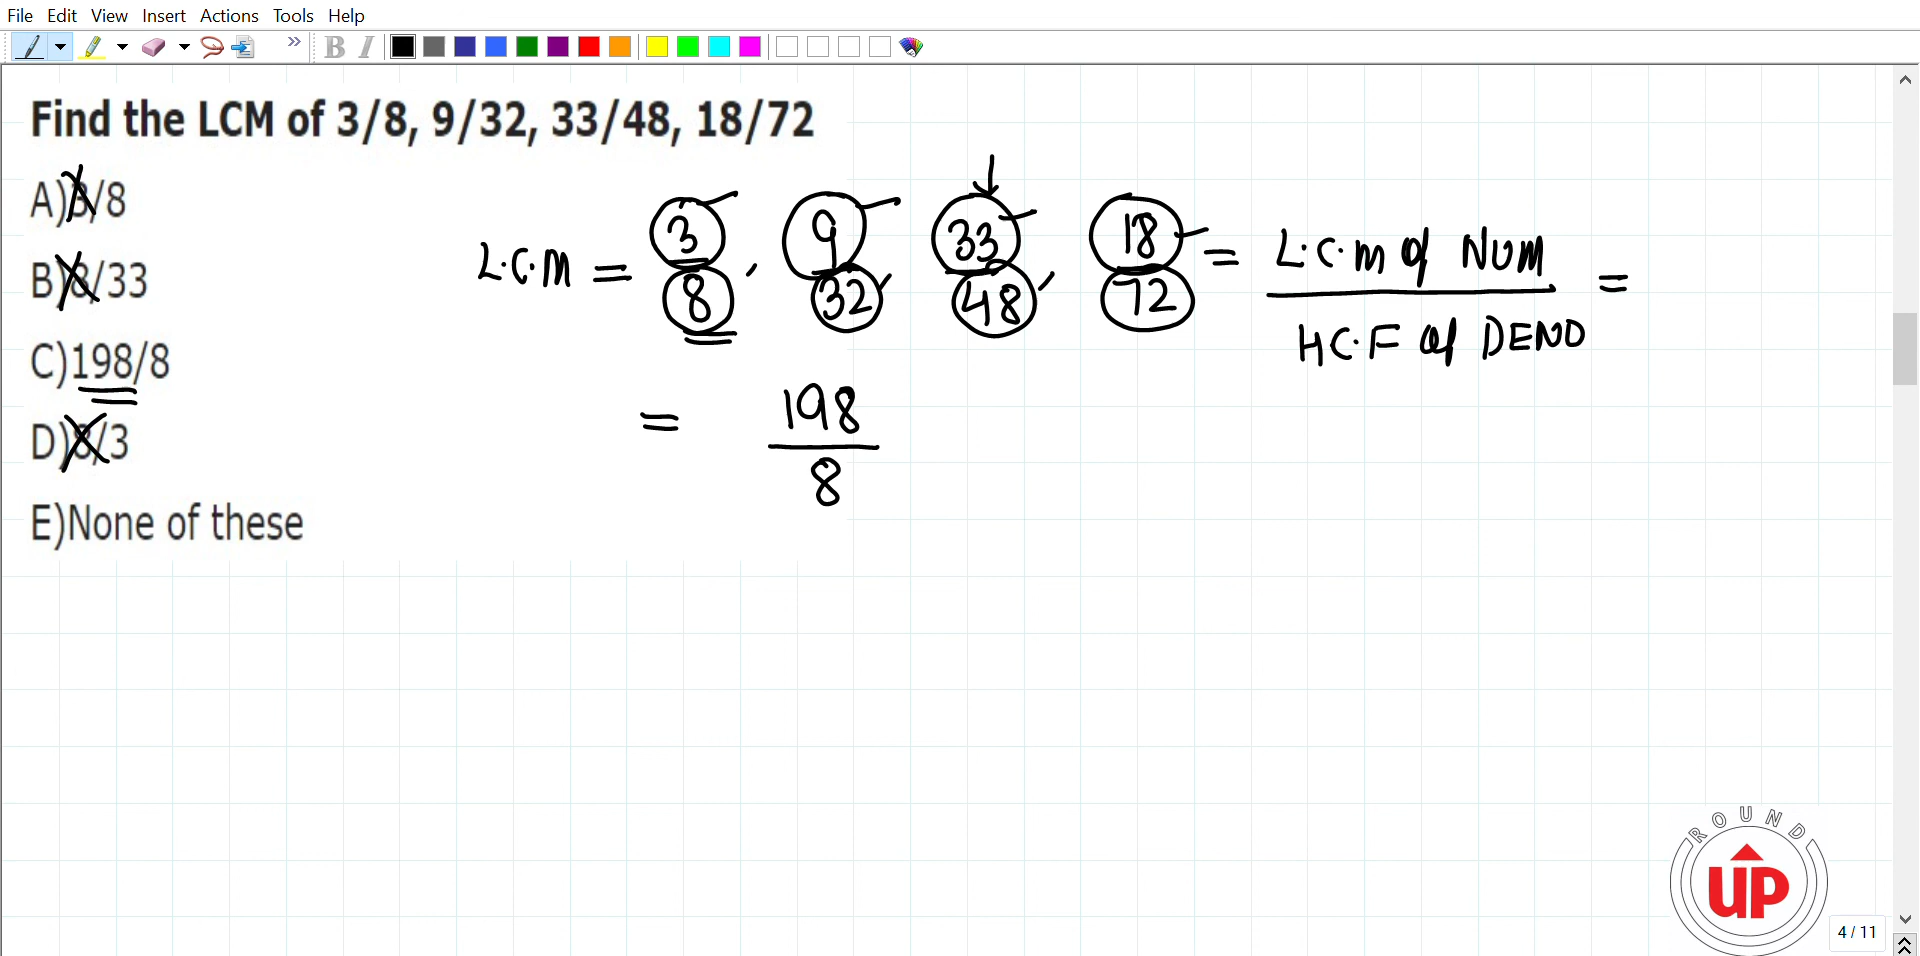 File Edit View Insert Actions Tools Help
B I
Find the LCM of 3/8, 9/32, 33/48, 18/72
A)3/8
B)8/33
C)198/8
D)8/3
E)None of these
L.C.M = 3/8, 9/32, 33/48, 18/72 = L.C.M of NUM / H.C.F of DENO =
= 198/8
ROUND
UP
4 / 11